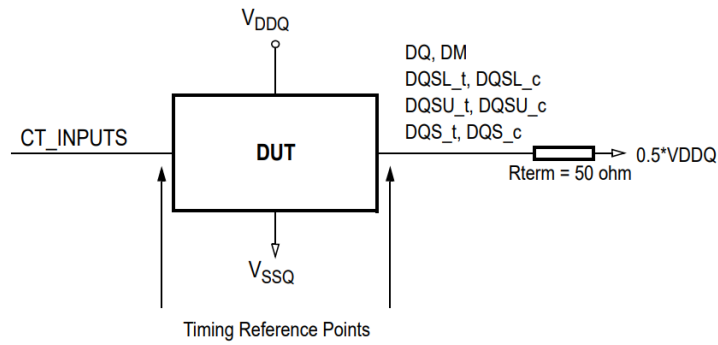 VDDQ
DQ, DM
DQSL_t, DQSL_c
DQSU_t, DQSU_c
DQS_t, DQS_c
CT_INPUTS
DUT
0.5*VDDQ
Rterm = 50 ohm
VSSQ
Timing Reference Points